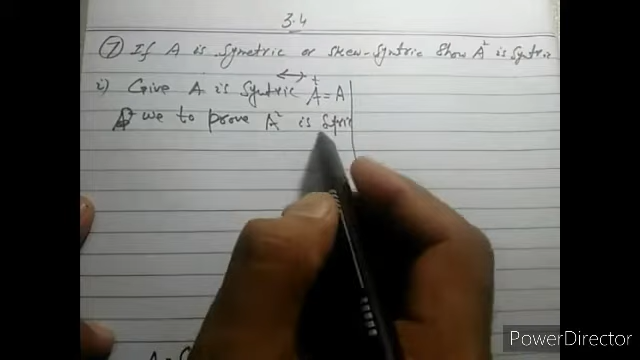 3.4
⑦ If A is Symetric or skew-Symtric Show A² is Symtric
i) Give A is Symtric Aᵗ = A
we to prove A² is
PowerDirector